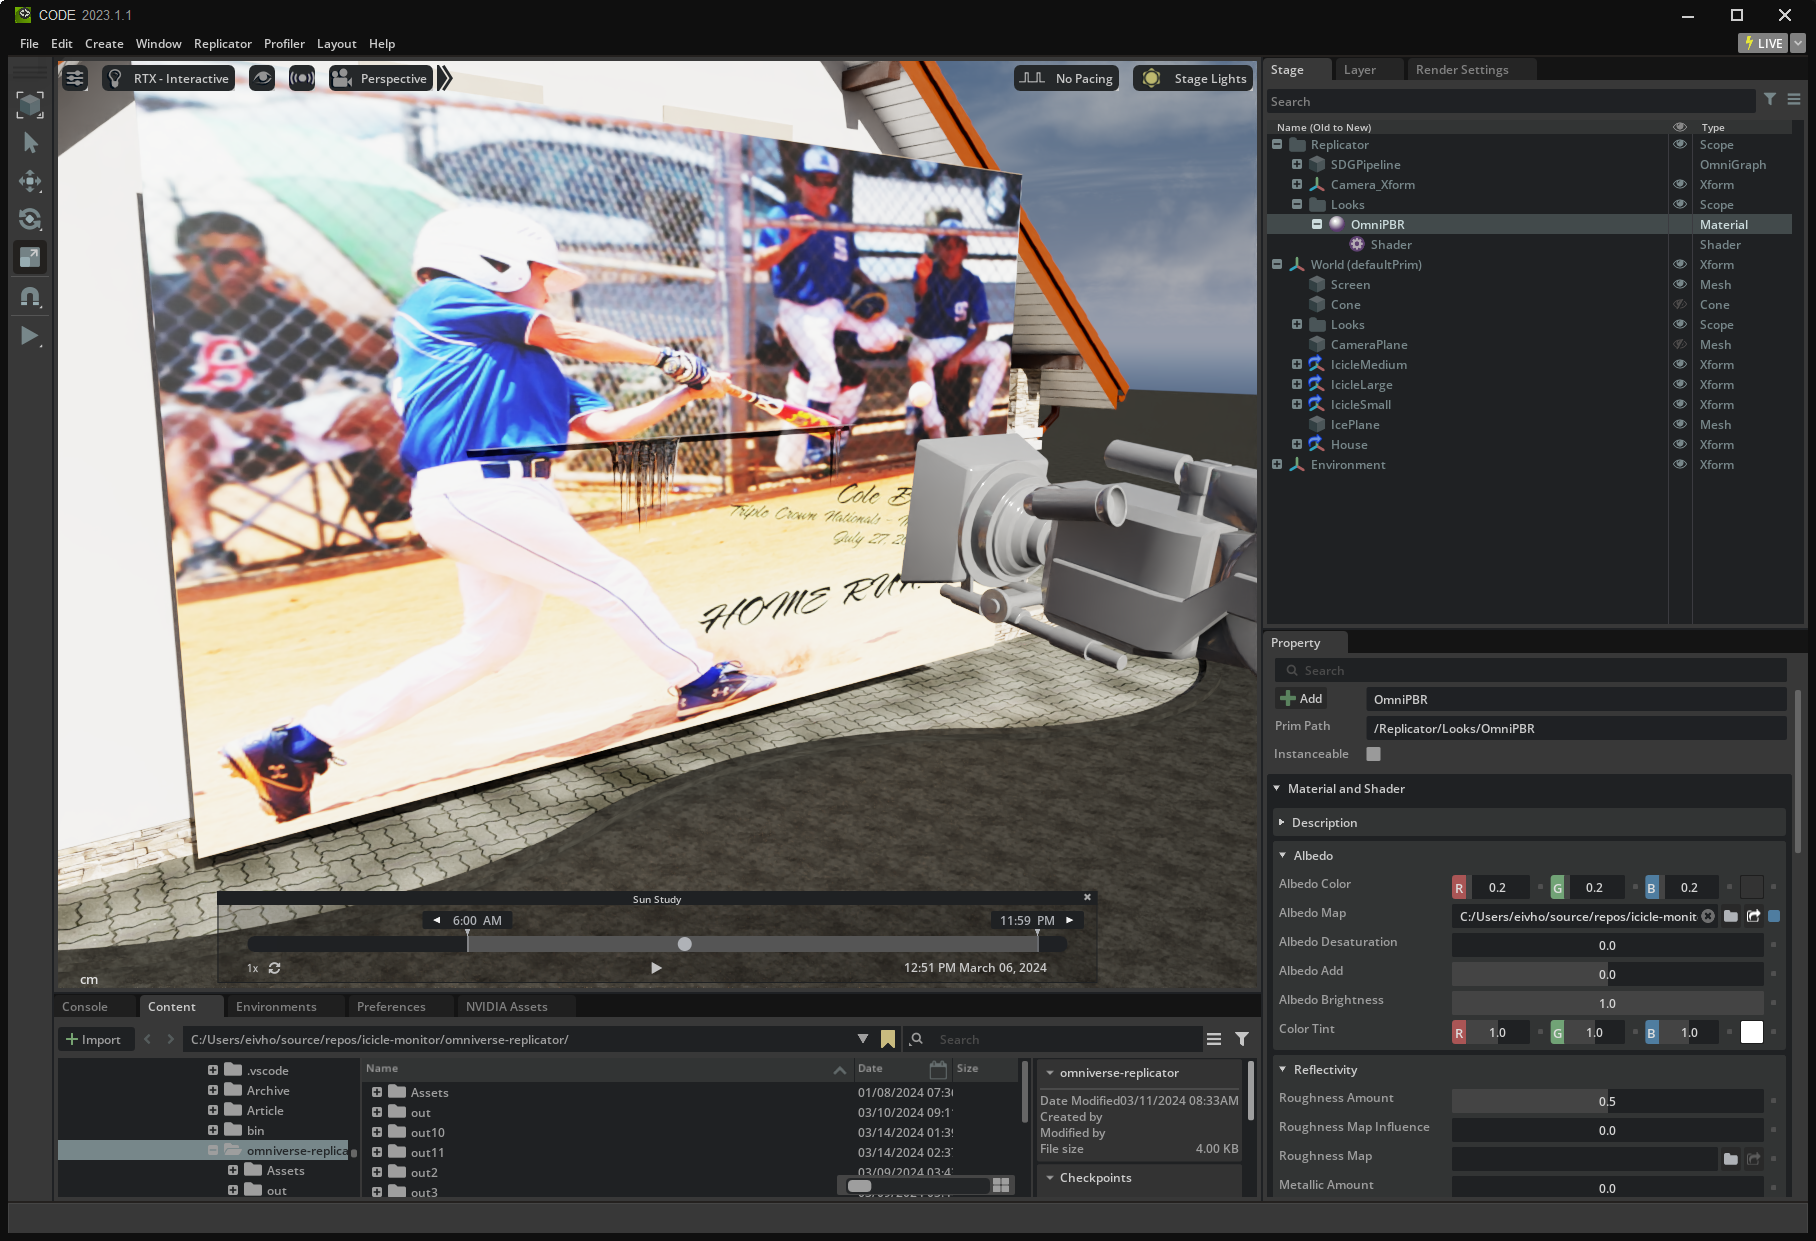 CODE 2023.1.1
File Edit Create Window Replicator Profiler Layout Help
LIVE
RTX - Interactive
Perspective
No Pacing
Stage Lights
S
S
B
Cole B
Triple Crown Nationals -
July 27, 20
HOME RUN
cm
Sun Study
6:00 AM
11:59 PM
1x
12:51 PM March 06, 2024
Stage Layer Render Settings
Search
Name (Old to New) Type
Replicator Scope
SDGPipeline OmniGraph
Camera_Xform Xform
Looks Scope
OmniPBR Material
Shader Shader
World (defaultPrim) Xform
Screen Mesh
Cone Cone
Looks Scope
CameraPlane Mesh
IcicleMedium Xform
IcicleLarge Xform
IcicleSmall Xform
IcePlane Mesh
House Xform
Environment Xform
Property
Search
Add OmniPBR
Prim Path /Replicator/Looks/OmniPBR
Instanceable
Material and Shader
Description
Albedo
Albedo Color R 0.2 G 0.2 B 0.2
Albedo Map C:/Users/eivho/source/repos/icicle-monit
Albedo Desaturation 0.0
Albedo Add 0.0
Albedo Brightness 1.0
Color Tint R 1.0 G 1.0 B 1.0
Reflectivity
Roughness Amount 0.5
Roughness Map Influence 0.0
Roughness Map
Metallic Amount 0.0
Console Content Environments Preferences NVIDIA Assets
Import C:/Users/eivho/source/repos/icicle-monitor/omniverse-replicator/ Search
.vscode
Archive
Article
bin
omniverse-replica
Assets
out
Name Date Size
Assets 01/08/2024 07:3
out 03/10/2024 09:1
out10 03/14/2024 01:3
out11 03/14/2024 02:3
out2 03/09/2024 03:4
out3
omniverse-replicator
Date Modified 03/11/2024 08:33AM
Created by
Modified by
File size 4.00 KB
Checkpoints